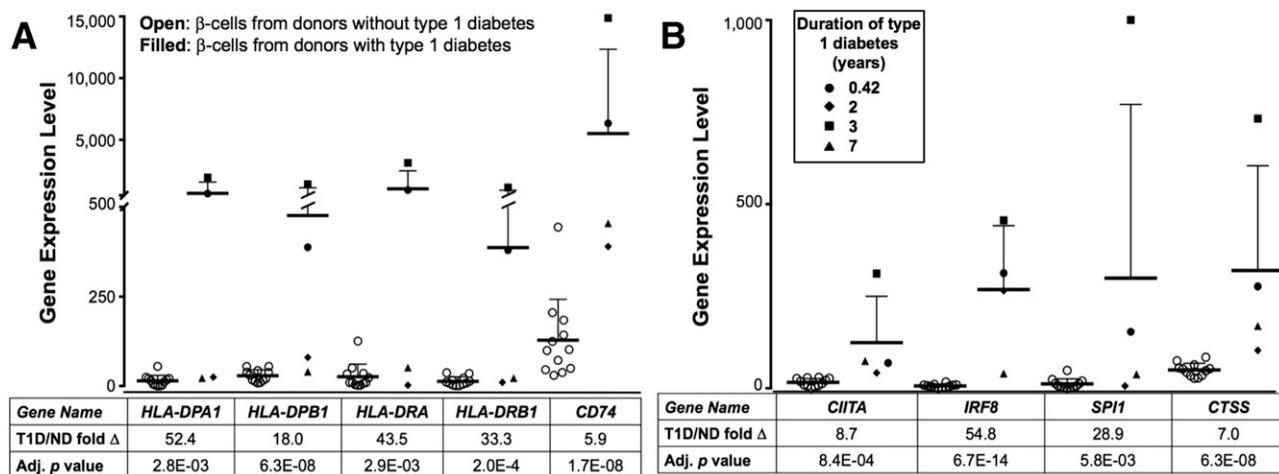 A
Open: β-cells from donors without type 1 diabetes
Filled: β-cells from donors with type 1 diabetes
Gene Expression Level
15,000
10,000
5,000
500
250
0
Gene Name HLA-DPA1 HLA-DPB1 HLA-DRA HLA-DRB1 CD74
T1D/ND fold Δ 52.4 18.0 43.5 33.3 5.9
Adj. p value 2.8E-03 6.3E-08 2.9E-03 2.0E-4 1.7E-08
B
Duration of type
1 diabetes
(years)
0.42
2
3
7
Gene Expression Level
1,000
500
0
Gene Name CIITA IRF8 SPI1 CTSS
T1D/ND fold Δ 8.7 54.8 28.9 7.0
Adj. p value 8.4E-04 6.7E-14 5.8E-03 6.3E-08